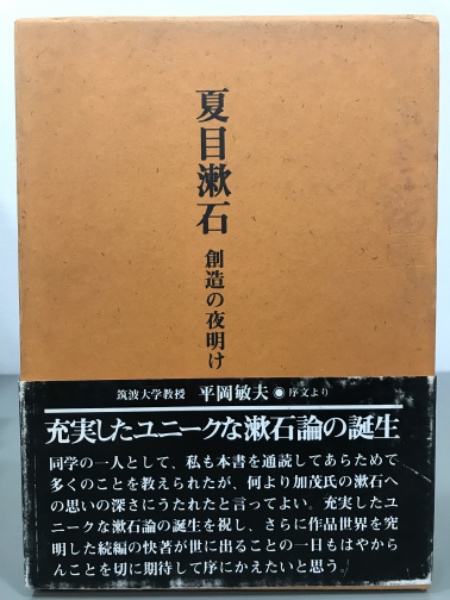 夏目漱石
創造の夜明け
筑波大学教授 平岡敏夫◉序文より
充実したユニークな漱石論の誕生
同学の一人として、私も本書を通読してあらためて
多くのことを教えられたが、何より加茂氏の漱石へ
の思いの深さにうたれたと言ってよい。充実したユ
ニークな漱石論の誕生を祝し、さらに作品世界を究
明した続編の快著が世に出ることの一日もはやから
んことを切に期待して序にかえたいと思う。